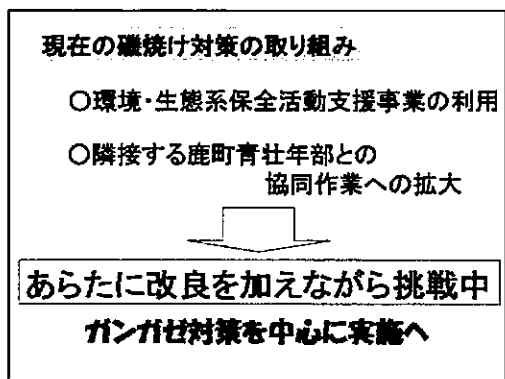 現在の磯焼け対策の取り組み
〇環境・生態系保全活動支援事業の利用
〇隣接する鹿町青壮年部との
協同作業への拡大
あらたに改良を加えながら挑戦中
ガンガゼ対策を中心に実施へ